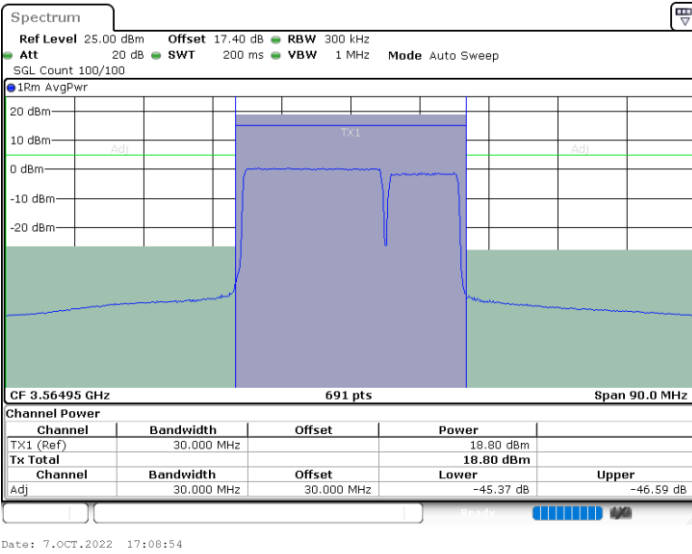 Spectrum
Ref Level 25.00 dBm Offset 17.40 dB RBW 300 kHz
Att 20 dB SWT 200 ms VBW 1 MHz Mode Auto Sweep
SGL Count 100/100
1Rm AvgPwr
20 dBm
TX1
10 dBm
Adj Adj
0 dBm
-10 dBm
-20 dBm
CF 3.56495 GHz 691 pts Span 90.0 MHz
Channel Power
Channel Bandwidth Offset Power
TX1 (Ref) 30.000 MHz 18.80 dBm
Tx Total 18.80 dBm
Channel Bandwidth Offset Lower Upper
Adj 30.000 MHz 30.000 MHz -45.37 dB -46.59 dB
Ready
Date: 7.OCT.2022 17:08:54